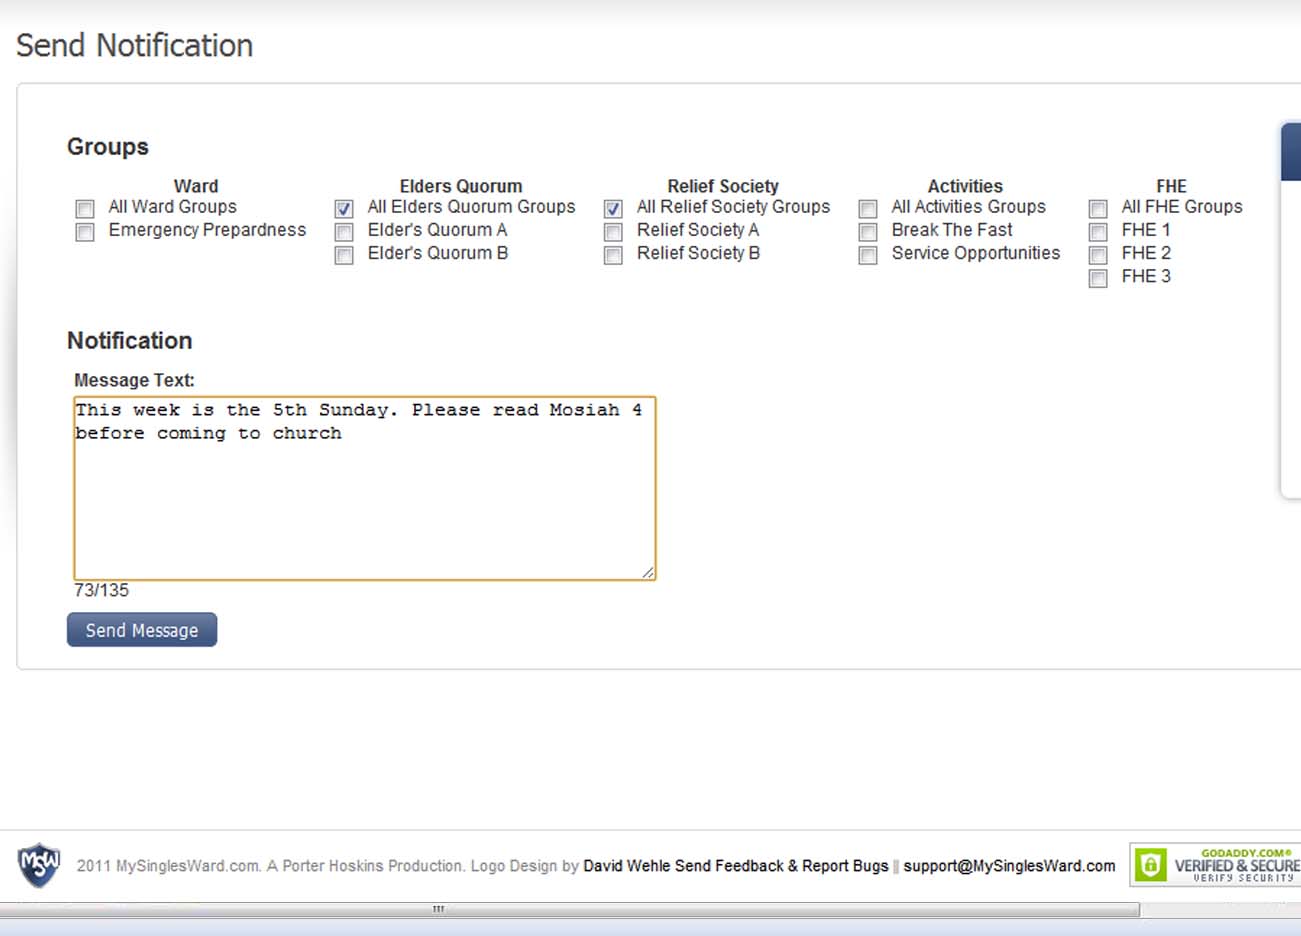 Send Notification
Groups
Ward
All Ward Groups
Emergency Prepardness
Elders Quorum
All Elders Quorum Groups
Elder's Quorum A
Elder's Quorum B
Relief Society
All Relief Society Groups
Relief Society A
Relief Society B
Activities
All Activities Groups
Break The Fast
Service Opportunities
FHE
All FHE Groups
FHE 1
FHE 2
FHE 3
Notification
Message Text:
This week is the 5th Sunday. Please read Mosiah 4
before coming to church
73/135
Send Message
MSW
2011 MySinglesWard.com. A Porter Hoskins Production. Logo Design by David Wehle Send Feedback & Report Bugs || support@MySinglesWard.com
GODADDY.COM®
VERIFIED & SECURE
VERIFY SECURITY